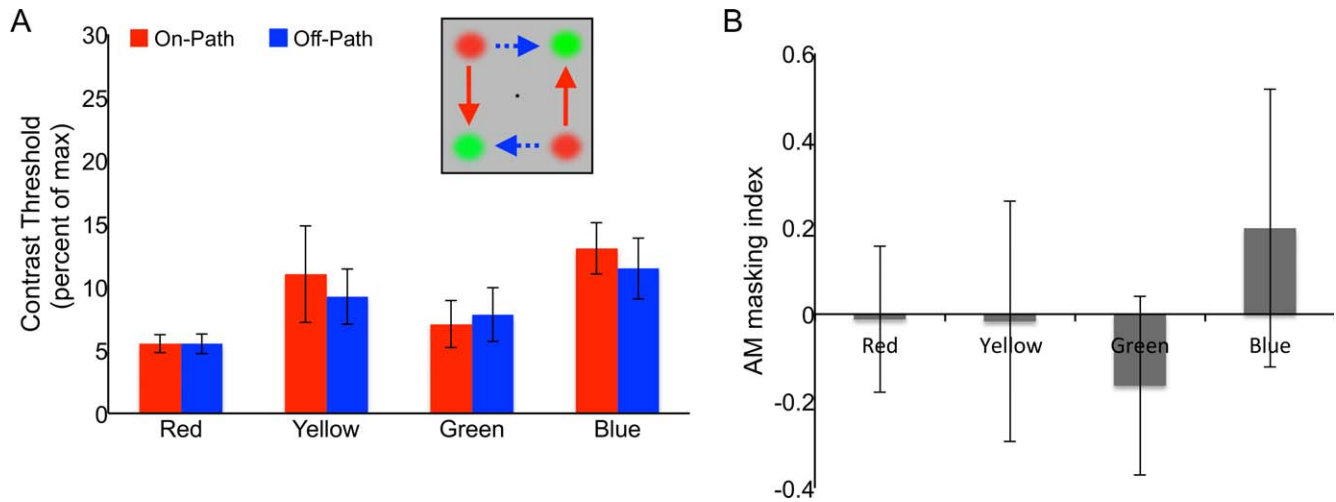 A
30
On-Path
Off-Path
25
20
15
10
5
0
Contrast Threshold
(percent of max)
Red Yellow Green Blue
B
0.6
0.4
0.2
0
-0.2
-0.4
AM masking index
Red Yellow Green Blue